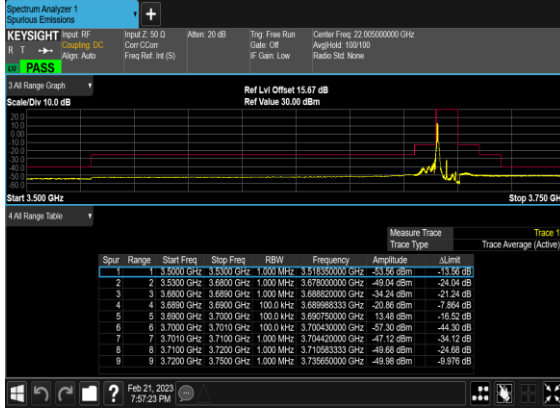 Spectrum Analyzer 1
Spurious Emissions
+
KEYSIGHT Input: RF Input Z: 50 Ω Atten: 20 dB Trig: Free Run Center Freq: 22.005000000 GHz
R T Coupling: DC Corr CCorr Gate: Off Avg|Hold: 100/100
Align: Auto Freq Ref: Int (S) IF Gain: Low Radio Std: None
PASS
3 All Range Graph
Ref Lvl Offset 15.67 dB
Scale/Div 10.0 dB Ref Value 30.00 dBm
20.0
10.0
0.00
-10.0
-20.0
-30.0
-40.0
-50.0
-60.0
Start 3.500 GHz Stop 3.750 GH
4 All Range Table
Measure Trace Trace 1
Trace Type Trace Average (Active)
Spur Range Start Freq Stop Freq RBW Frequency Amplitude ΔLimit
1 1 3.5000 GHz 3.5300 GHz 1.000 MHz 3.518350000 GHz -53.56 dBm -13.56 dB
2 2 3.5300 GHz 3.6800 GHz 1.000 MHz 3.678000000 GHz -49.04 dBm -24.04 dB
3 3 3.6800 GHz 3.6890 GHz 1.000 MHz 3.688820000 GHz -34.24 dBm -21.24 dB
4 4 3.6890 GHz 3.6900 GHz 100.0 kHz 3.689988333 GHz -20.86 dBm -7.864 dB
5 5 3.6900 GHz 3.7000 GHz 100.0 kHz 3.690750000 GHz 13.48 dBm -16.52 dB
6 6 3.7000 GHz 3.7010 GHz 100.0 kHz 3.700430000 GHz -57.30 dBm -44.30 dB
7 7 3.7010 GHz 3.7100 GHz 1.000 MHz 3.704420000 GHz -47.12 dBm -34.12 dB
8 8 3.7100 GHz 3.7200 GHz 1.000 MHz 3.710583333 GHz -49.68 dBm -24.68 dB
9 9 3.7200 GHz 3.7500 GHz 1.000 MHz 3.735650000 GHz -49.98 dBm -9.976 dB
? Feb 21, 2023
7:57:23 PM